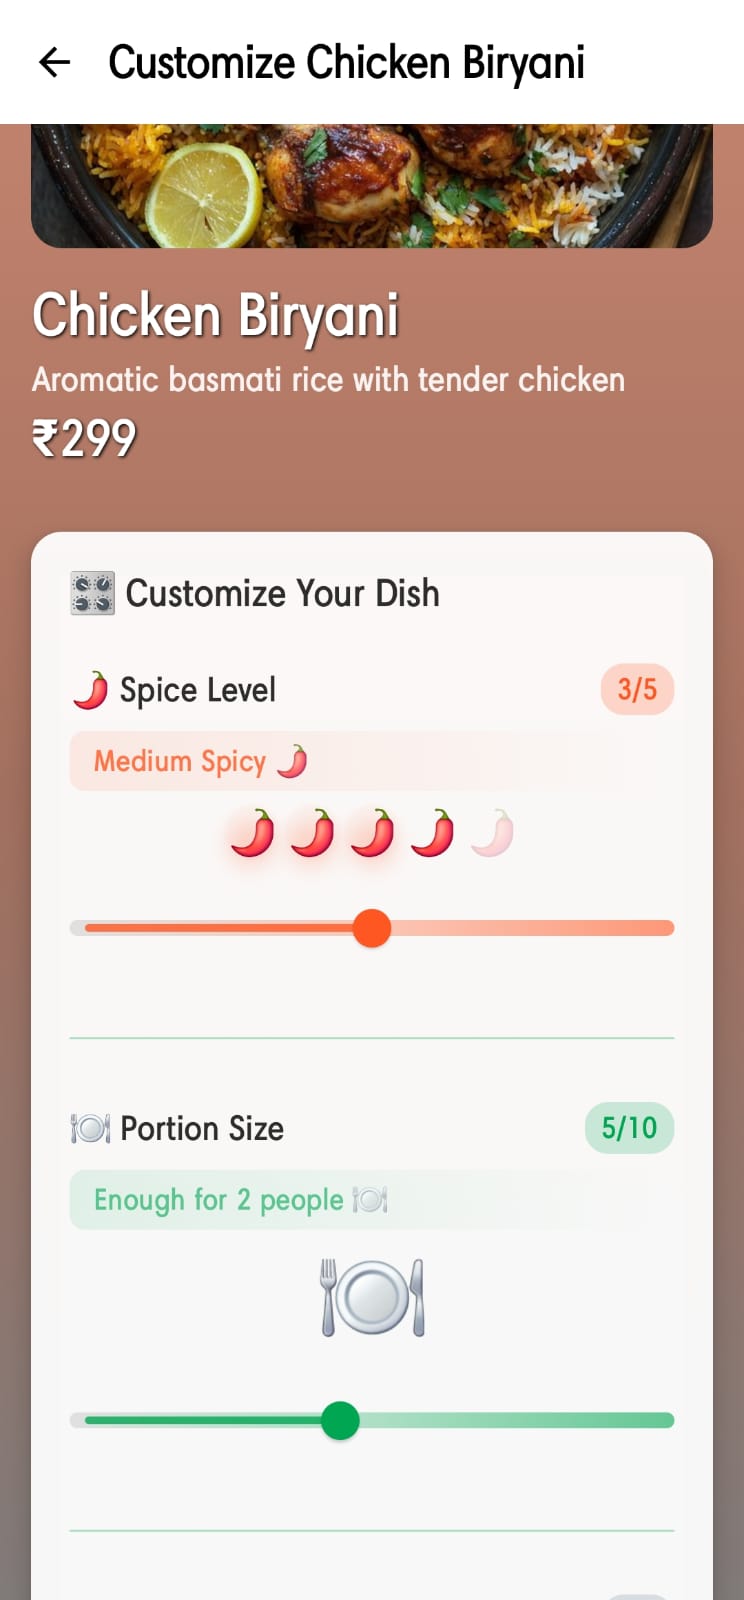 Customize Chicken Biryani
Chicken Biryani
Aromatic basmati rice with tender chicken
₹299
Customize Your Dish
Spice Level
3/5
Medium Spicy
Portion Size
5/10
Enough for 2 people